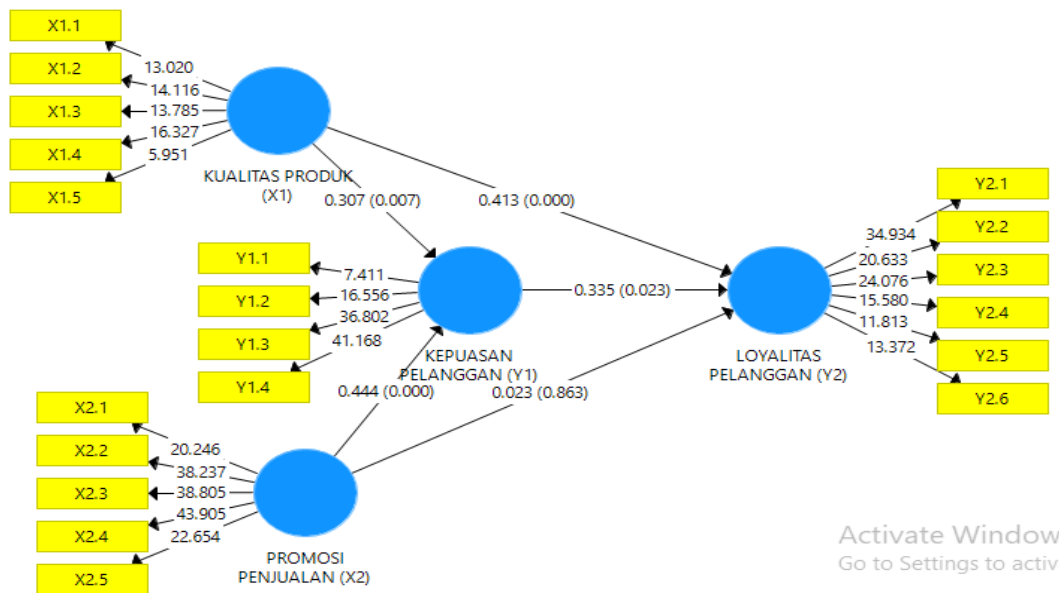 X1.1
X1.2
X1.3
X1.4
X1.5
13.020
14.116
13.785
16.327
5.951
KUALITAS PRODUK
(X1)
0.307 (0.007)
0.413 (0.000)
Y1.1
Y1.2
Y1.3
Y1.4
7.411
16.556
36.802
41.168
KEPUASAN
PELANGGAN (Y1)
0.335 (0.023)
0.444 (0.000)
0.023 (0.863)
LOYALITAS
PELANGGAN (Y2)
34.934
20.633
24.076
15.580
11.813
13.372
Y2.1
Y2.2
Y2.3
Y2.4
Y2.5
Y2.6
X2.1
X2.2
X2.3
X2.4
X2.5
20.246
38.237
38.805
43.905
22.654
PROMOSI
PENJUALAN (X2)
Activate Window
Go to Settings to activ